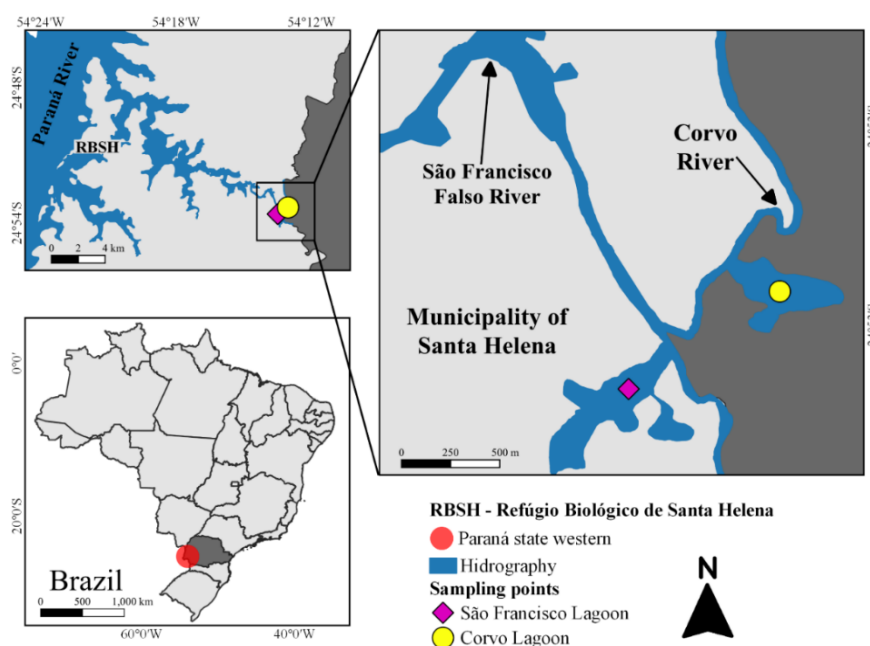 54°24'W
54°18'W
54°12'W
24°48'S
24°54'S
Paraná River
RBSH
0 2 4 km
São Francisco
Falso River
Corvo
River
Municipality of
Santa Helena
0 250 500 m
0°0'
20°0'S
Brazil
0 500 1,000 km
60°0'W
40°0'W
RBSH - Refúgio Biológico de Santa Helena
Paraná state western
Hidrography
Sampling points
São Francisco Lagoon
Corvo Lagoon
N